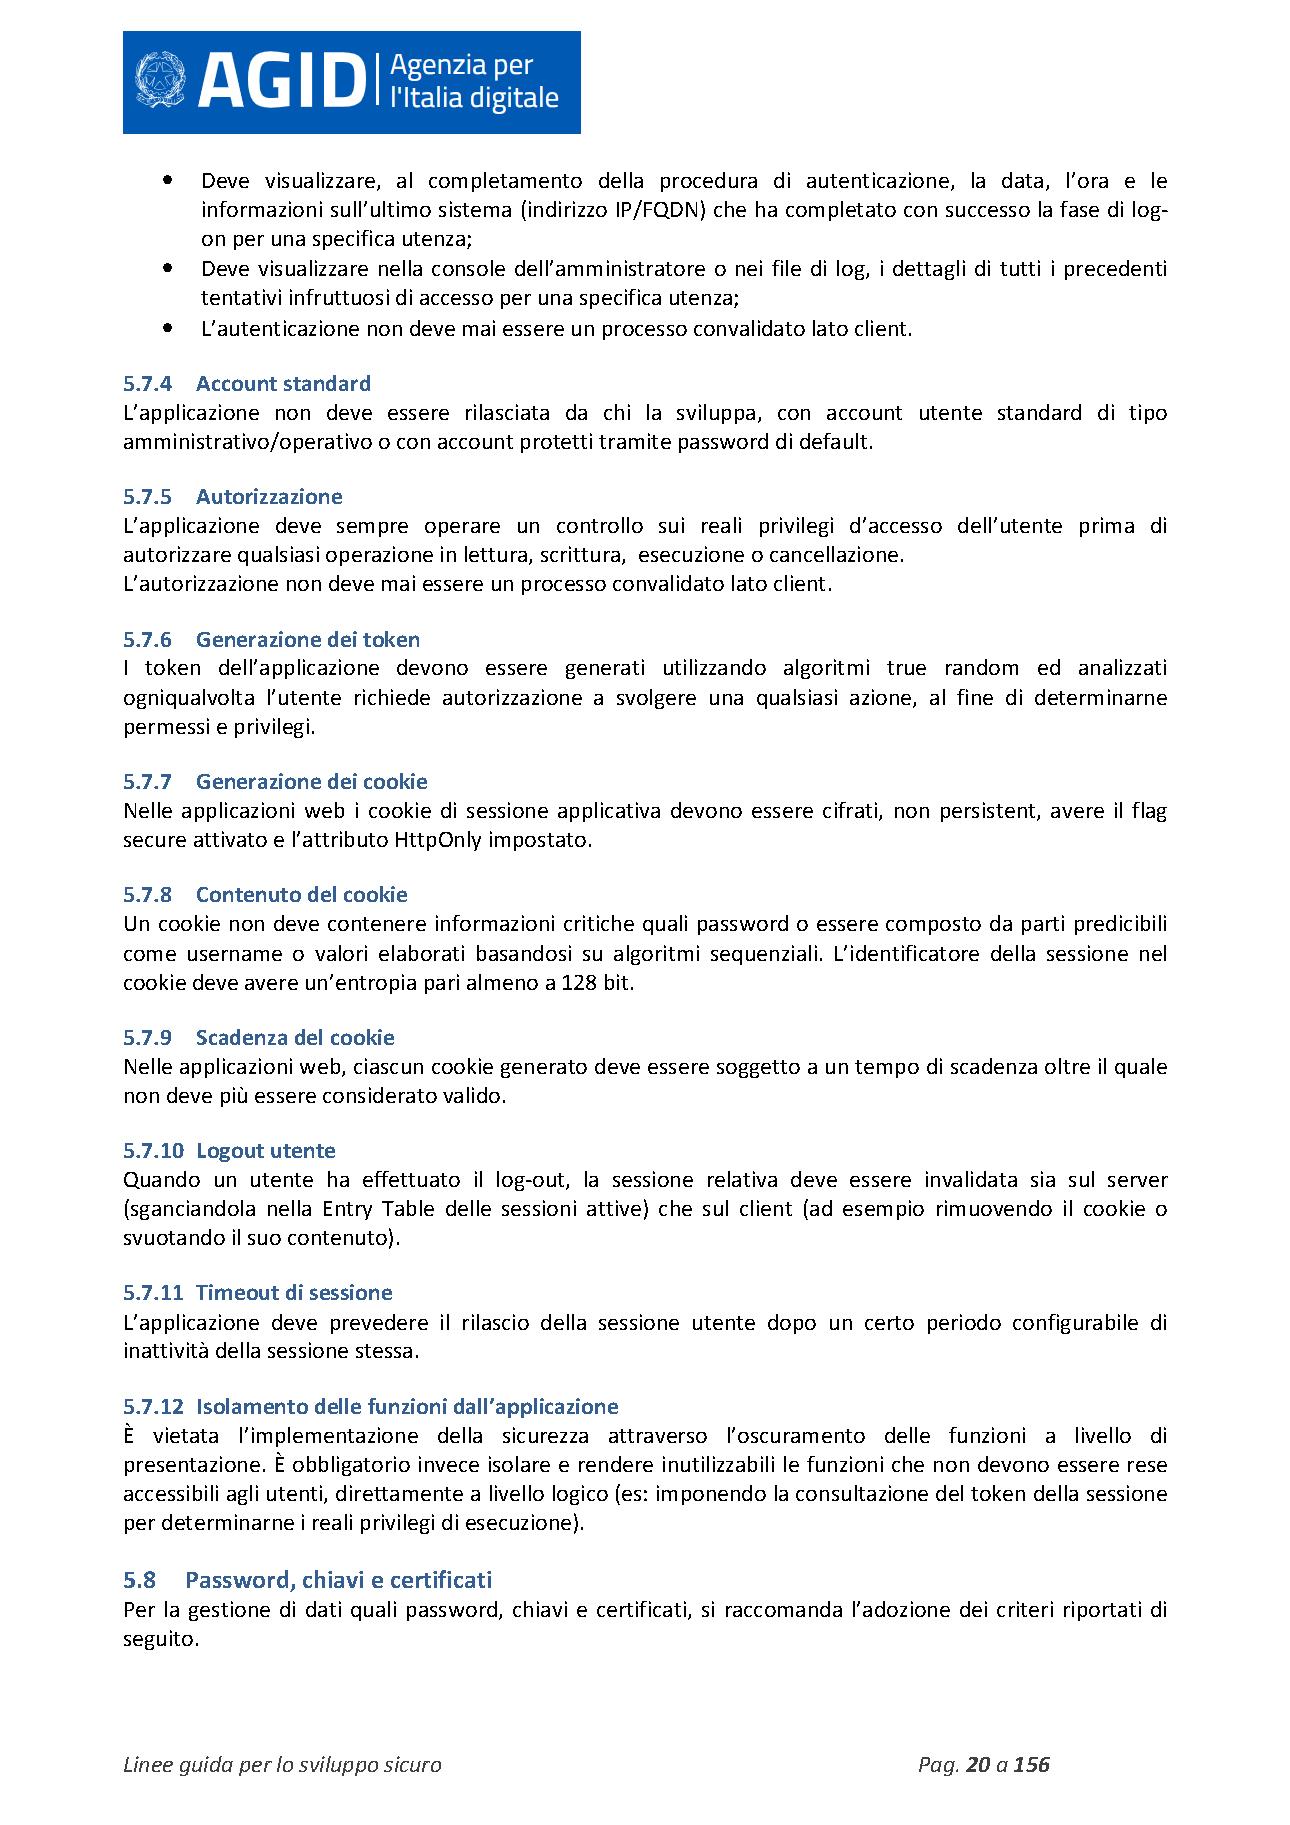 AGID Agenzia per
l'Italia digitale
• Deve visualizzare, al completamento della procedura di autenticazione, la data, l’ora e le
informazioni sull’ultimo sistema (indirizzo IP/FQDN) che ha completato con successo la fase di log-
on per una specifica utenza;
• Deve visualizzare nella console dell’amministratore o nei file di log, i dettagli di tutti i precedenti
tentativi infruttuosi di accesso per una specifica utenza;
• L’autenticazione non deve mai essere un processo convalidato lato client.
5.7.4 Account standard
L’applicazione non deve essere rilasciata da chi la sviluppa, con account utente standard di tipo
amministrativo/operativo o con account protetti tramite password di default.
5.7.5 Autorizzazione
L’applicazione deve sempre operare un controllo sui reali privilegi d’accesso dell’utente prima di
autorizzare qualsiasi operazione in lettura, scrittura, esecuzione o cancellazione.
L’autorizzazione non deve mai essere un processo convalidato lato client.
5.7.6 Generazione dei token
I token dell’applicazione devono essere generati utilizzando algoritmi true random ed analizzati
ogniqualvolta l’utente richiede autorizzazione a svolgere una qualsiasi azione, al fine di determinarne
permessi e privilegi.
5.7.7 Generazione dei cookie
Nelle applicazioni web i cookie di sessione applicativa devono essere cifrati, non persistent, avere il flag
secure attivato e l’attributo HttpOnly impostato.
5.7.8 Contenuto del cookie
Un cookie non deve contenere informazioni critiche quali password o essere composto da parti predicibili
come username o valori elaborati basandosi su algoritmi sequenziali. L’identificatore della sessione nel
cookie deve avere un’entropia pari almeno a 128 bit.
5.7.9 Scadenza del cookie
Nelle applicazioni web, ciascun cookie generato deve essere soggetto a un tempo di scadenza oltre il quale
non deve più essere considerato valido.
5.7.10 Logout utente
Quando un utente ha effettuato il log-out, la sessione relativa deve essere invalidata sia sul server
(sganciandola nella Entry Table delle sessioni attive) che sul client (ad esempio rimuovendo il cookie o
svuotando il suo contenuto).
5.7.11 Timeout di sessione
L’applicazione deve prevedere il rilascio della sessione utente dopo un certo periodo configurabile di
inattività della sessione stessa.
5.7.12 Isolamento delle funzioni dall’applicazione
È vietata l’implementazione della sicurezza attraverso l’oscuramento delle funzioni a livello di
presentazione. È obbligatorio invece isolare e rendere inutilizzabili le funzioni che non devono essere rese
accessibili agli utenti, direttamente a livello logico (es: imponendo la consultazione del token della sessione
per determinarne i reali privilegi di esecuzione).
5.8 Password, chiavi e certificati
Per la gestione di dati quali password, chiavi e certificati, si raccomanda l’adozione dei criteri riportati di
seguito.
Linee guida per lo sviluppo sicuro Pag. 20 a 156